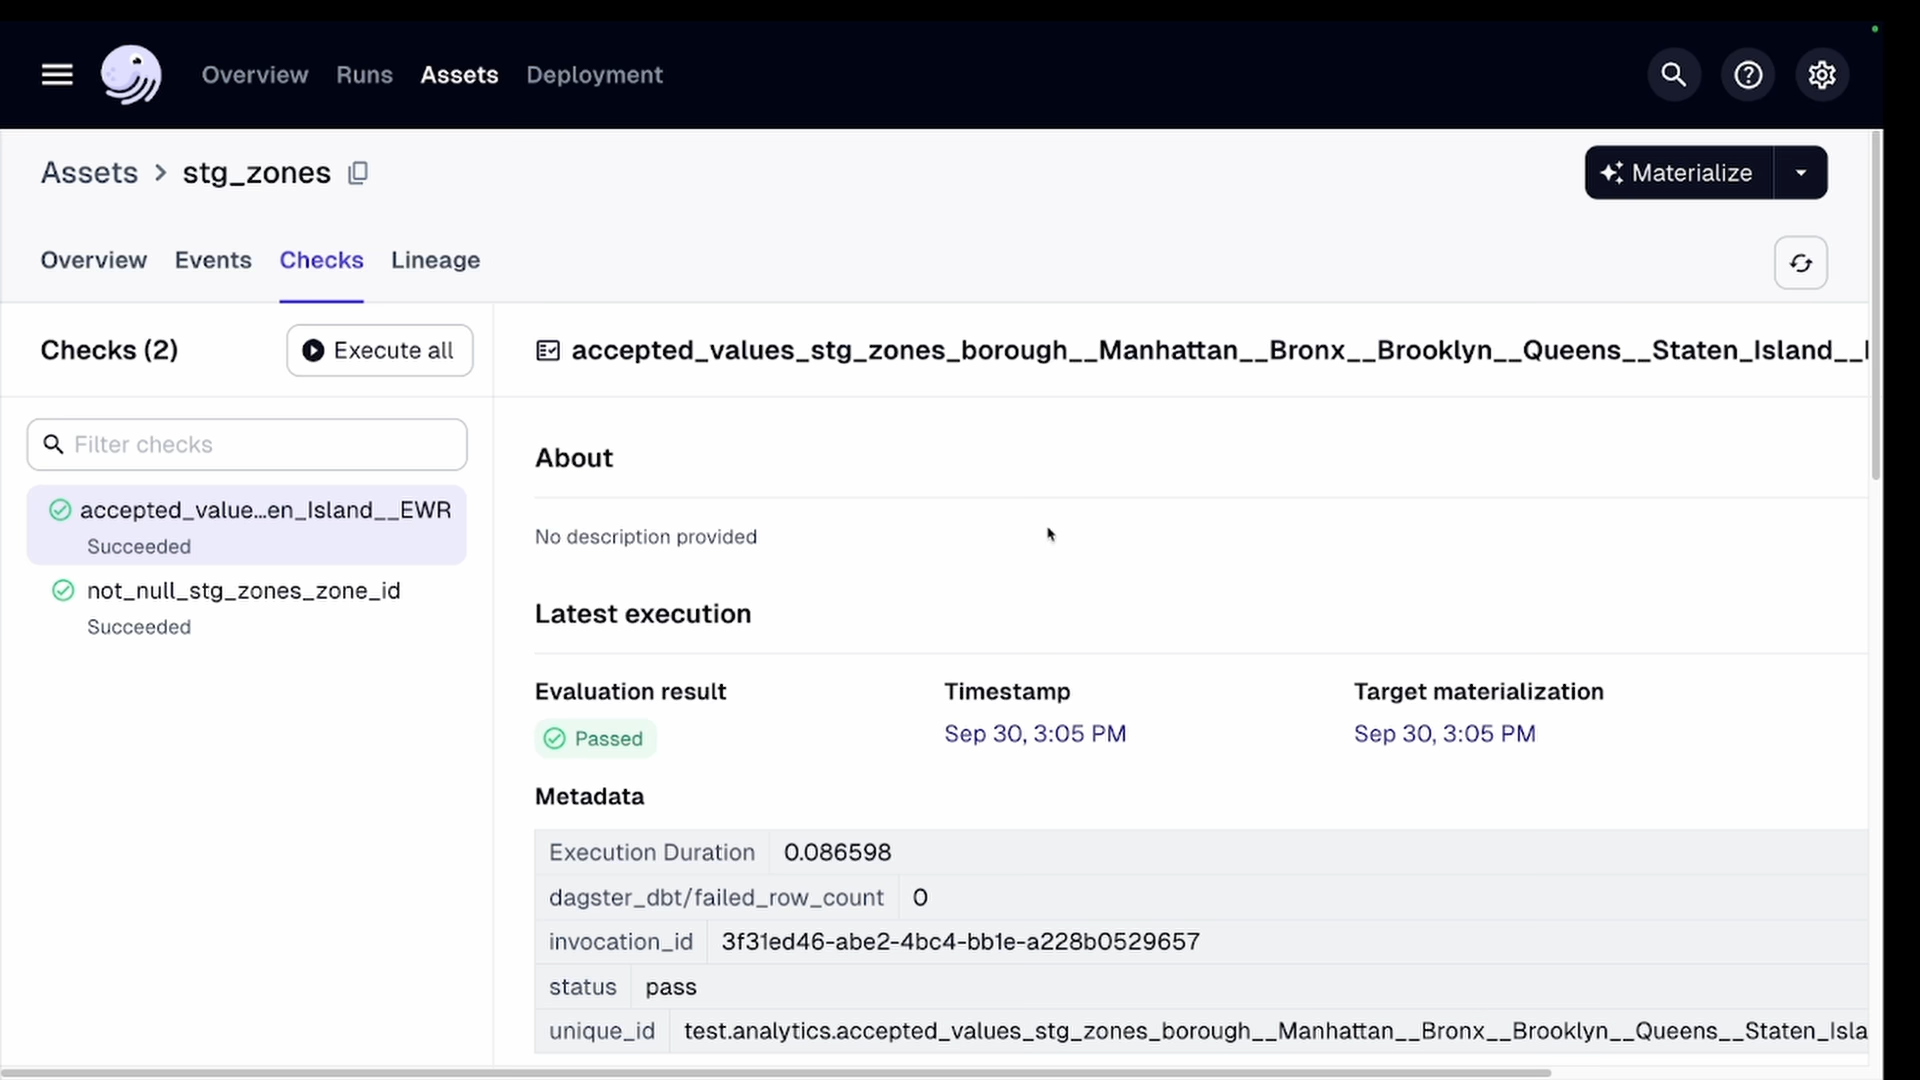 Overview Runs Assets Deployment
Assets > stg_zones
Materialize
Overview Events Checks Lineage
Checks (2)
Execute all
Filter checks
accepted_value...en_Island__EWR
Succeeded
not_null_stg_zones_zone_id
Succeeded
accepted_values_stg_zones_borough__Manhattan__Bronx__Brooklyn__Queens__Staten_Island__
About
No description provided
Latest execution
Evaluation result Timestamp Target materialization
Passed Sep 30, 3:05 PM Sep 30, 3:05 PM
Metadata
Execution Duration 0.086598
dagster_dbt/failed_row_count 0
invocation_id 3f31ed46-abe2-4bc4-bb1e-a228b0529657
status pass
unique_id test.analytics.accepted_values_stg_zones_borough__Manhattan__Bronx__Brooklyn__Queens__Staten_Isla